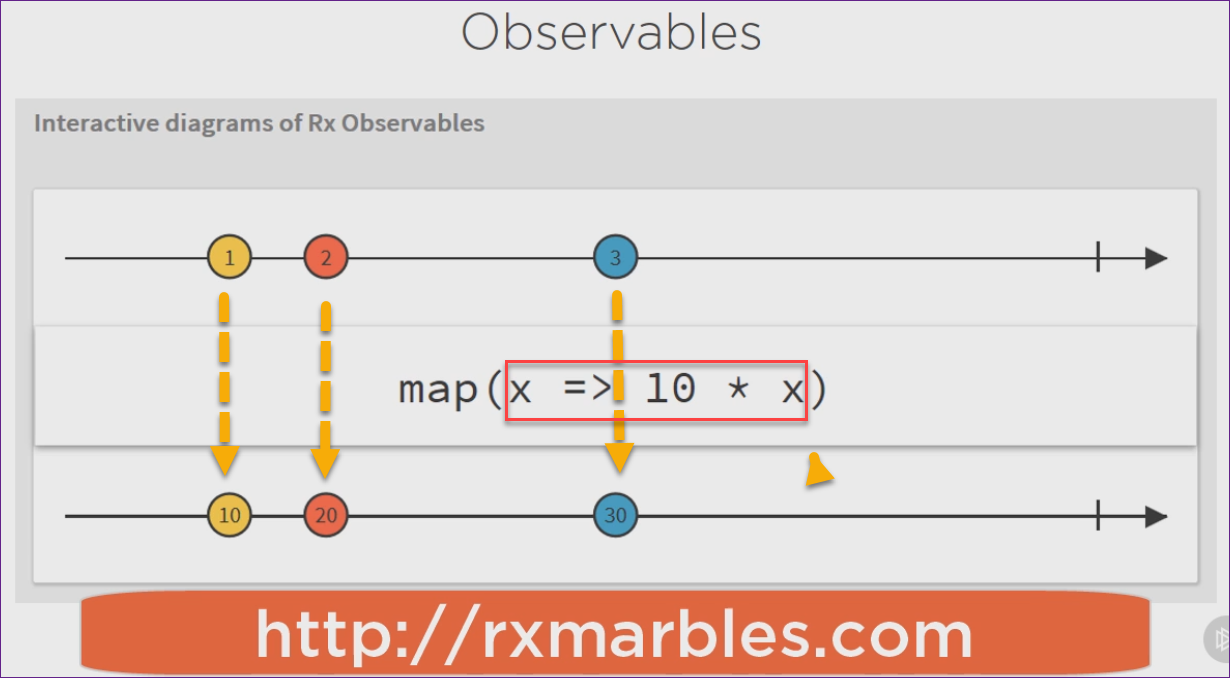 Observables
Interactive diagrams of Rx Observables
1 2 3
map(x => 10 * x)
10 20 30
http://rxmarbles.com